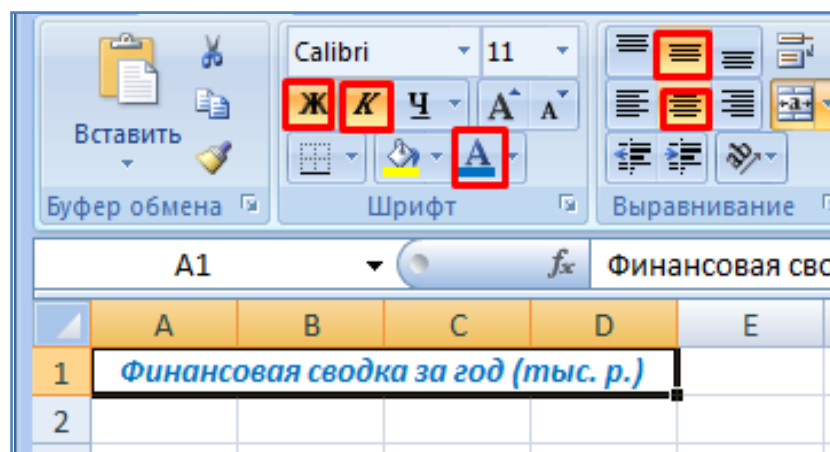 Calibri 11
Ж К Ч А А
Вставить
А
Буфер обмена Шрифт Выравнивание
A1 fx Финансовая сво
A B C D E
1 Финансовая сводка за год (тыс. р.)
2